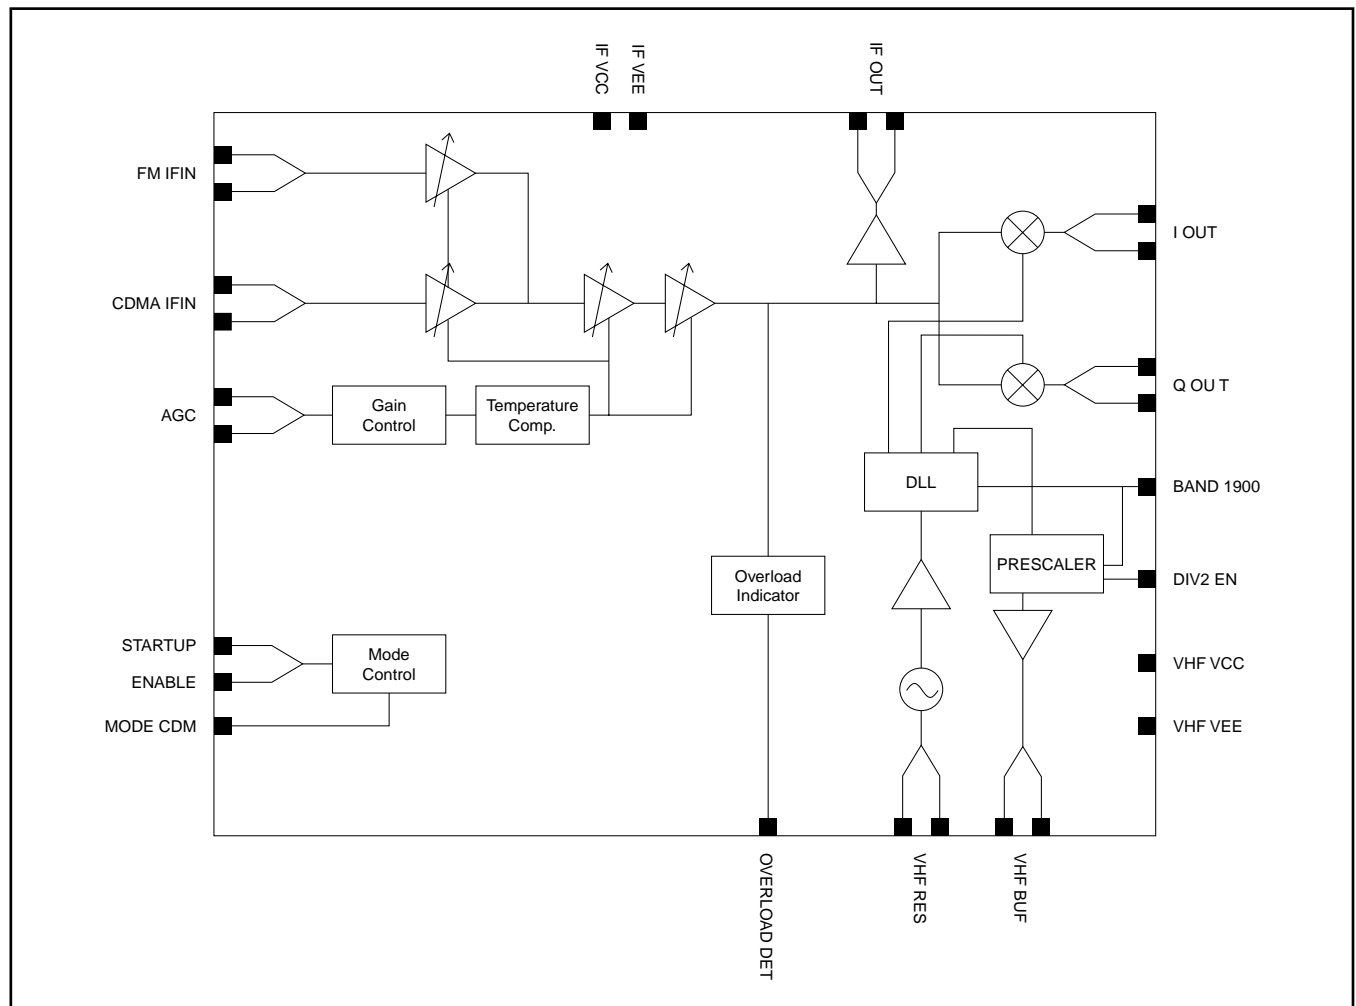 IF VCC
IF VEE
IF OUT
FM IFIN
I OUT
CDMA IFIN
Q OU T
AGC
Gain
Control
Temperature
Comp.
DLL
BAND 1900
PRESCALER
DIV2 EN
Overload
Indicator
STARTUP
ENABLE
MODE CDM
Mode
Control
VHF VCC
VHF VEE
OVERLOAD DET
VHF RES
VHF BUF